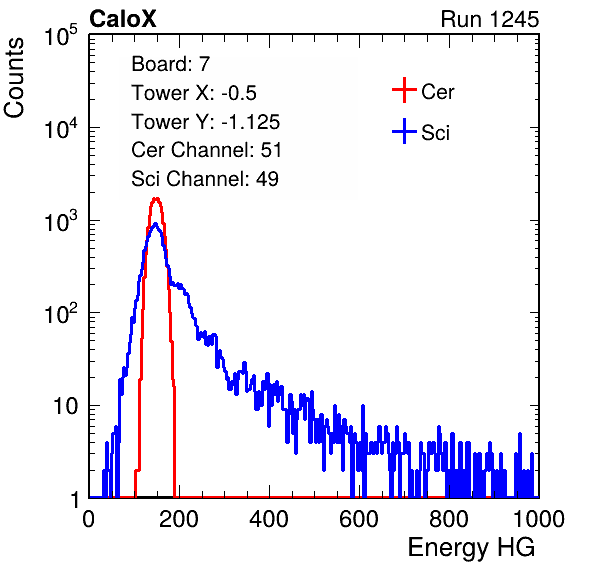 CaloX Run 1245
10^5
Counts
Board: 7
Tower X: -0.5
Cer
Tower Y: -1.125
10^4
Sci
Cer Channel: 51
Sci Channel: 49
10^3
10^2
10
1
0 200 400 600 800 1000
Energy HG